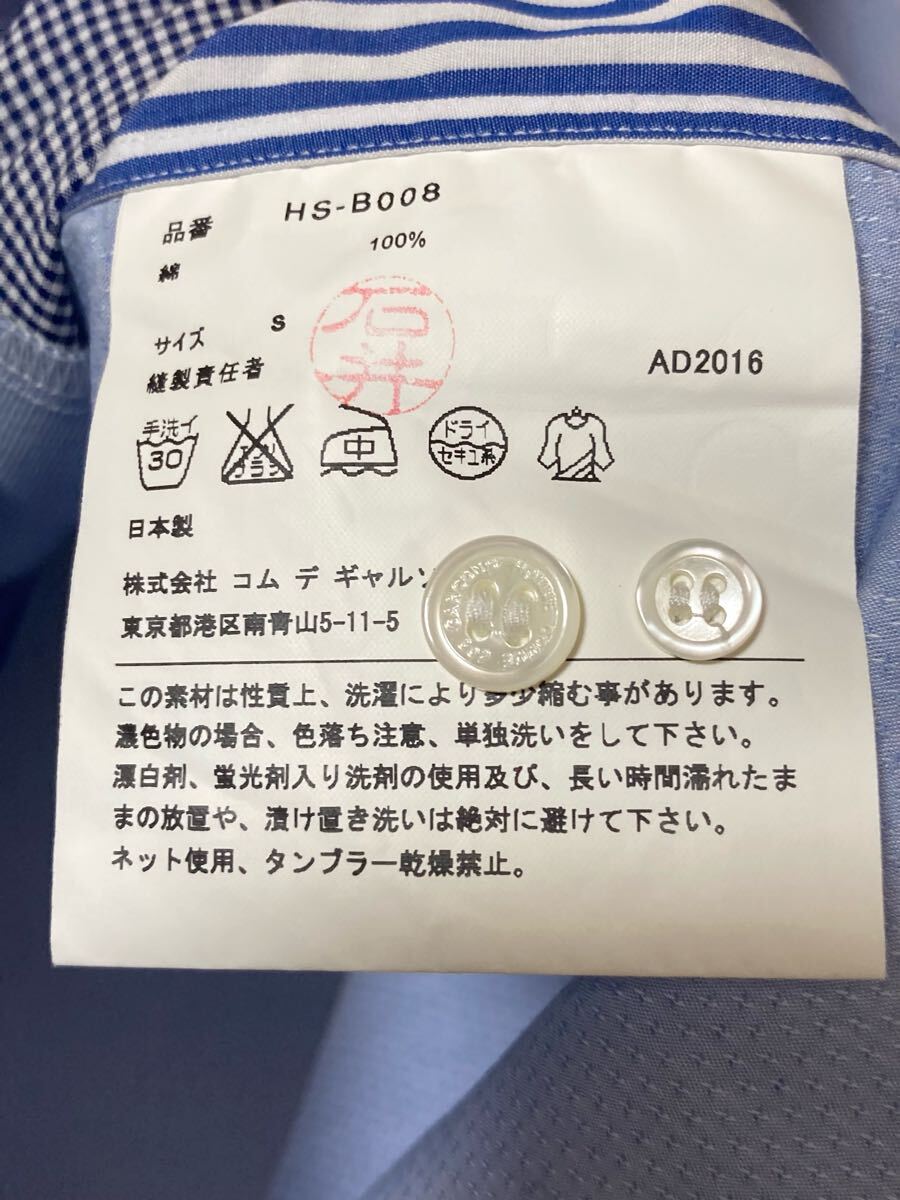 品番 HS-B008
綿 100%
サイズ S
縫製責任者 石井
AD2016
手洗イ 30
中
ドライ
セキユ系
日本製
株式会社 コム デ ギャルソ
東京都港区南青山5-11-5
この素材は性質上、洗濯により多少縮む事があります。
濃色物の場合、色落ち注意、単独洗いをして下さい。
漂白剤、蛍光剤入り洗剤の使用及び、長い時間濡れたま
まの放置や、漬け置き洗いは絶対に避けて下さい。
ネット使用、タンブラー乾燥禁止。